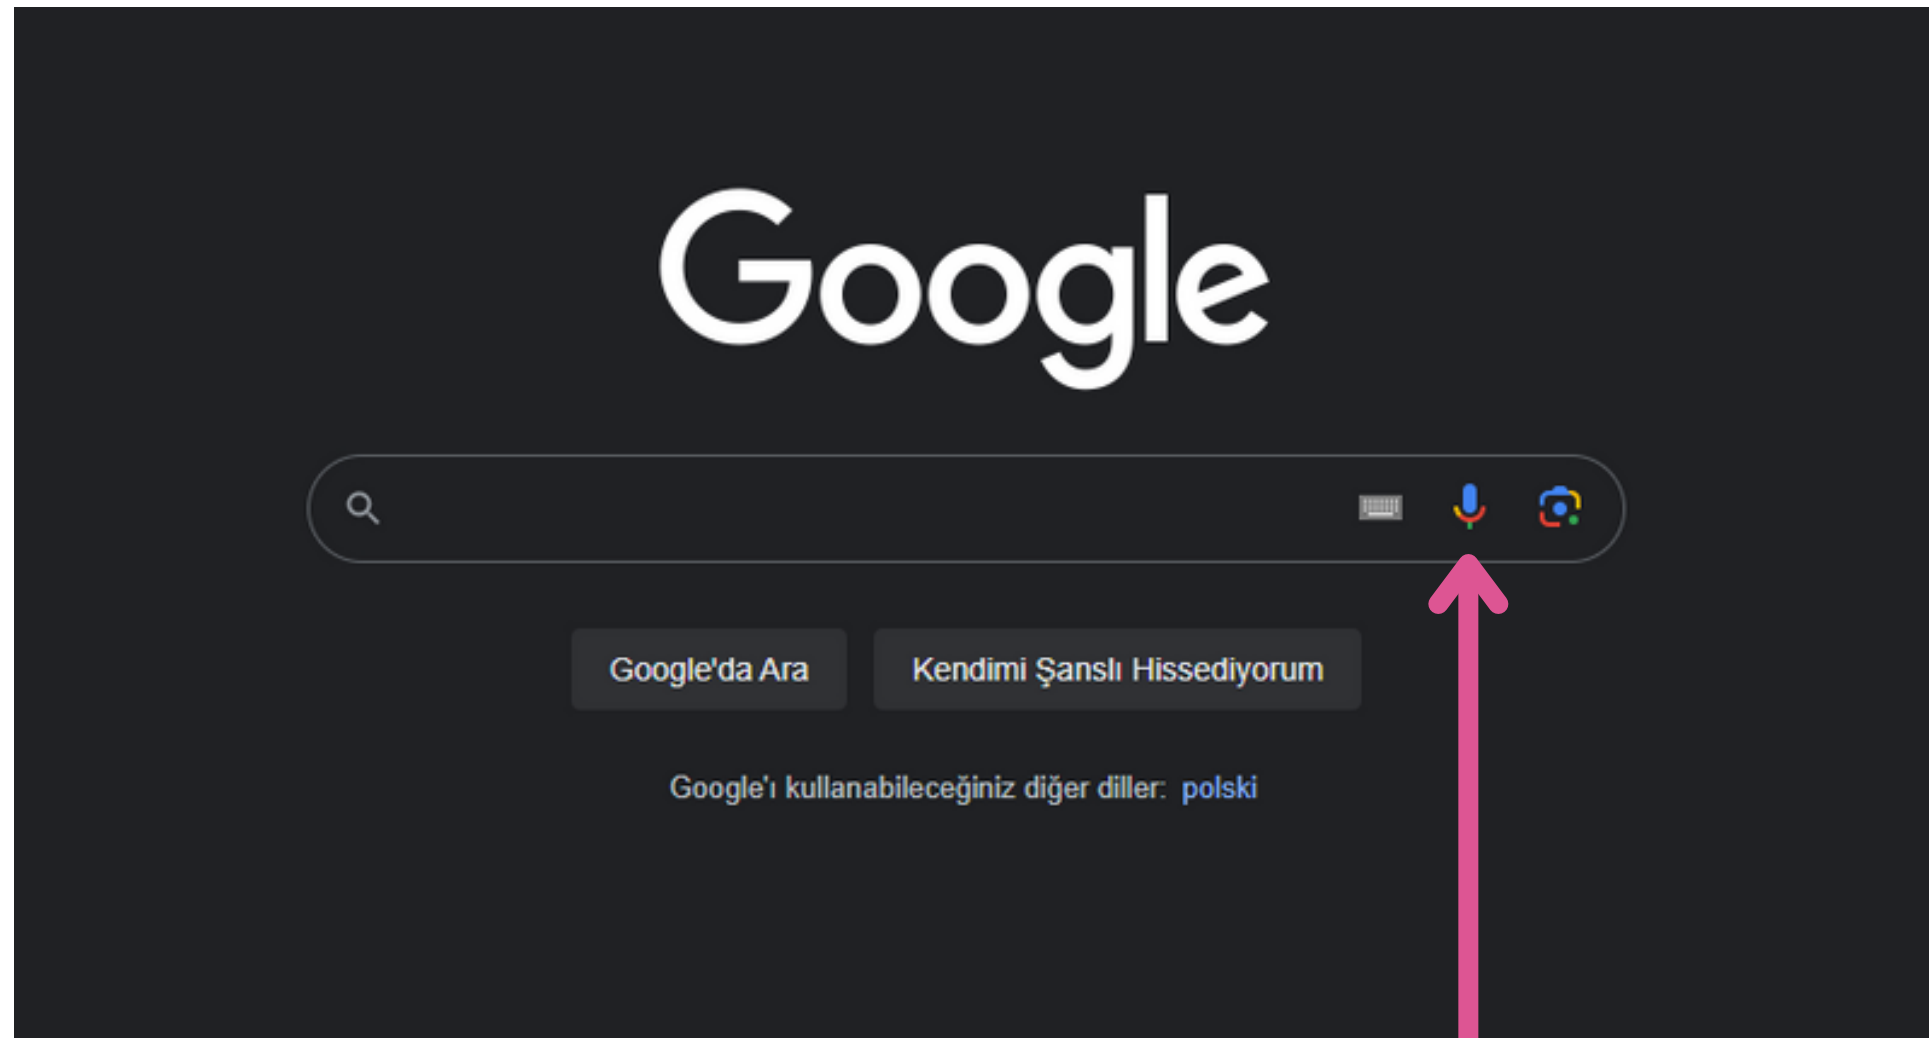 Google
Google'da Ara
Kendimi Şanslı Hissediyorum
Google'ı kullanabileceğiniz diğer diller: polski